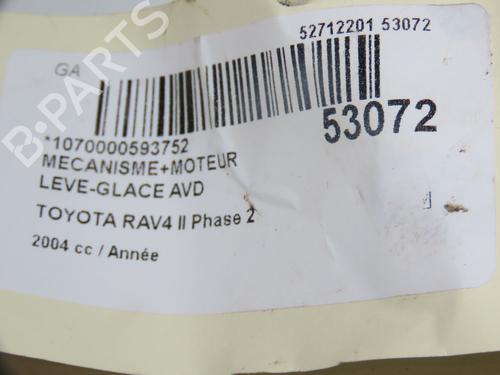 52712201 53072
GA
53072
*1070000593752
MECANISME+MOTEUR
LEVE-GLACE AVD
TOYOTA RAV4 II Phase 2
2004 cc / Année
B-PARTS